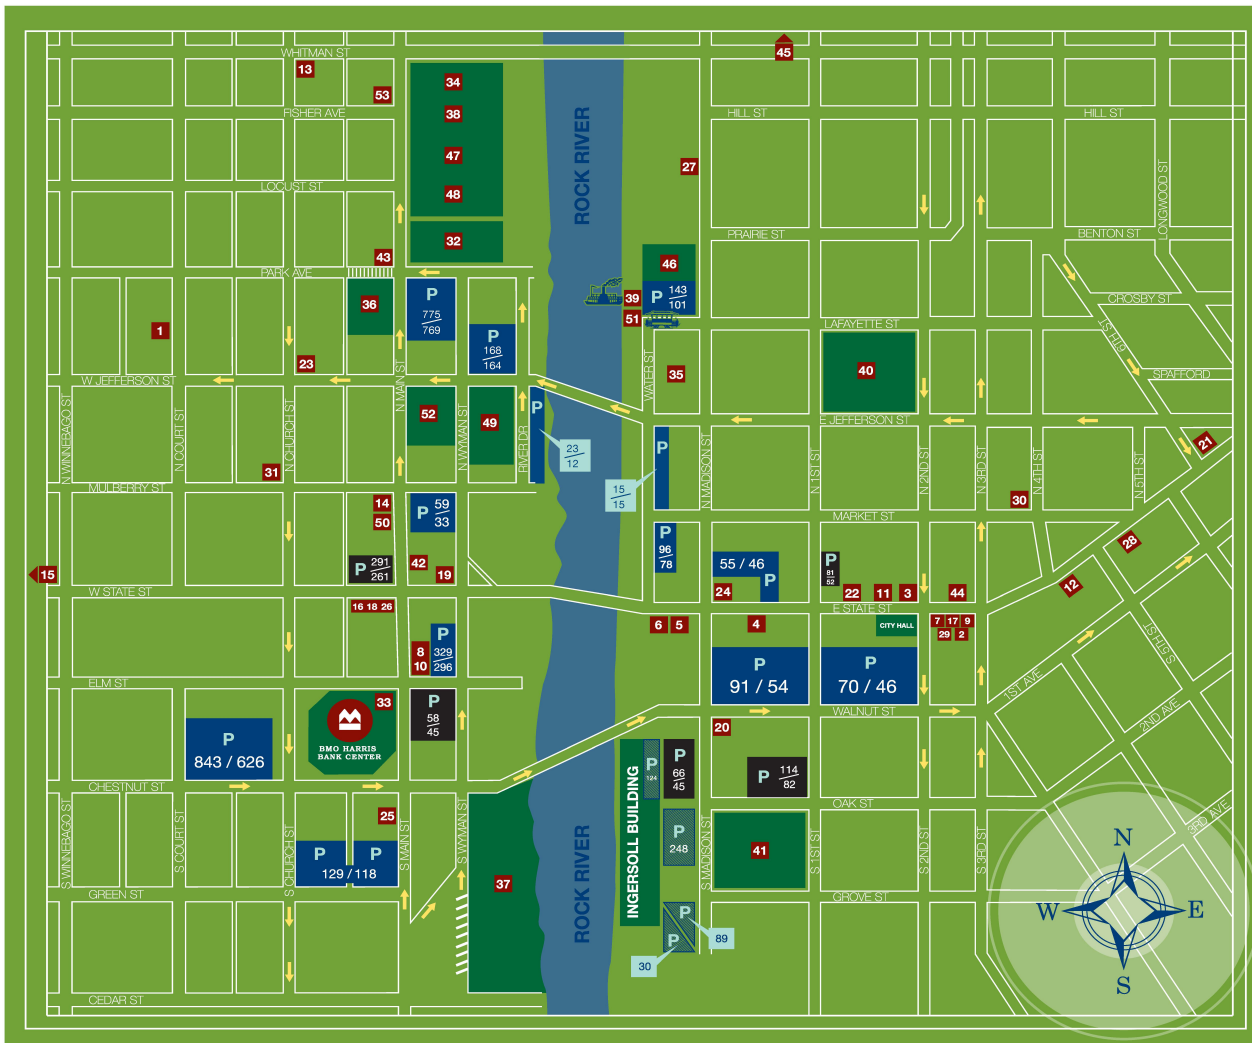 WHITMAN ST
45
13
53
34
FISHER AVE
38
HILL ST
HILL ST
ROCK RIVER
47
27
LOCUST ST
48
LONGWOOD ST
32
PRAIRIE ST
BENTON ST
43
PARK AVE
46
36
P
775
769
39
P
143
101
CROSBY ST
1
51
LAFAYETTE ST
P
168
164
6TH ST
23
N MAIN ST
WATER ST
35
40
SPAFFORD
W JEFFERSON ST
52
49
P
E JEFFERSON ST
N WINNEBAGO ST
N COURT ST
N CHURCH ST
N WYMAN ST
RIVER DR
23
12
P
N MADISON ST
N 1ST ST
N 2ND ST
N 3RD ST
N 4TH ST
N 5TH ST
21
31
MULBERRY ST
15
15
30
14
50
P
59
33
MARKET ST
P
96
78
28
15
P
291
261
42
19
55 / 46
P
24
P
81
52
22
11
3
44
12
W STATE ST
16 18 26
E STATE ST
6
5
4
CITY HALL
7
17
9
29
2
8
10
P
329
296
S 5TH ST
P
91 / 54
P
70 / 46
ELM ST
1ST AVE
33
P
58
45
BMO HARRIS
BANK CENTER
WALNUT ST
2ND AVE
20
P
843 / 626
P
124
P
66
45
P
114
82
CHESTNUT ST
OAK ST
3RD AVE
25
INGERSOLL BUILDING
P
248
41
S WINNEBAGO ST
S COURT ST
S CHURCH ST
S MAIN ST
S WYMAN ST
ROCK RIVER
S MADISON ST
S 1ST ST
S 2ND ST
S 3RD ST
N
P
P
129 / 118
37
GREEN ST
GROVE ST
W
E
P
89
P
30
S
CEDAR ST